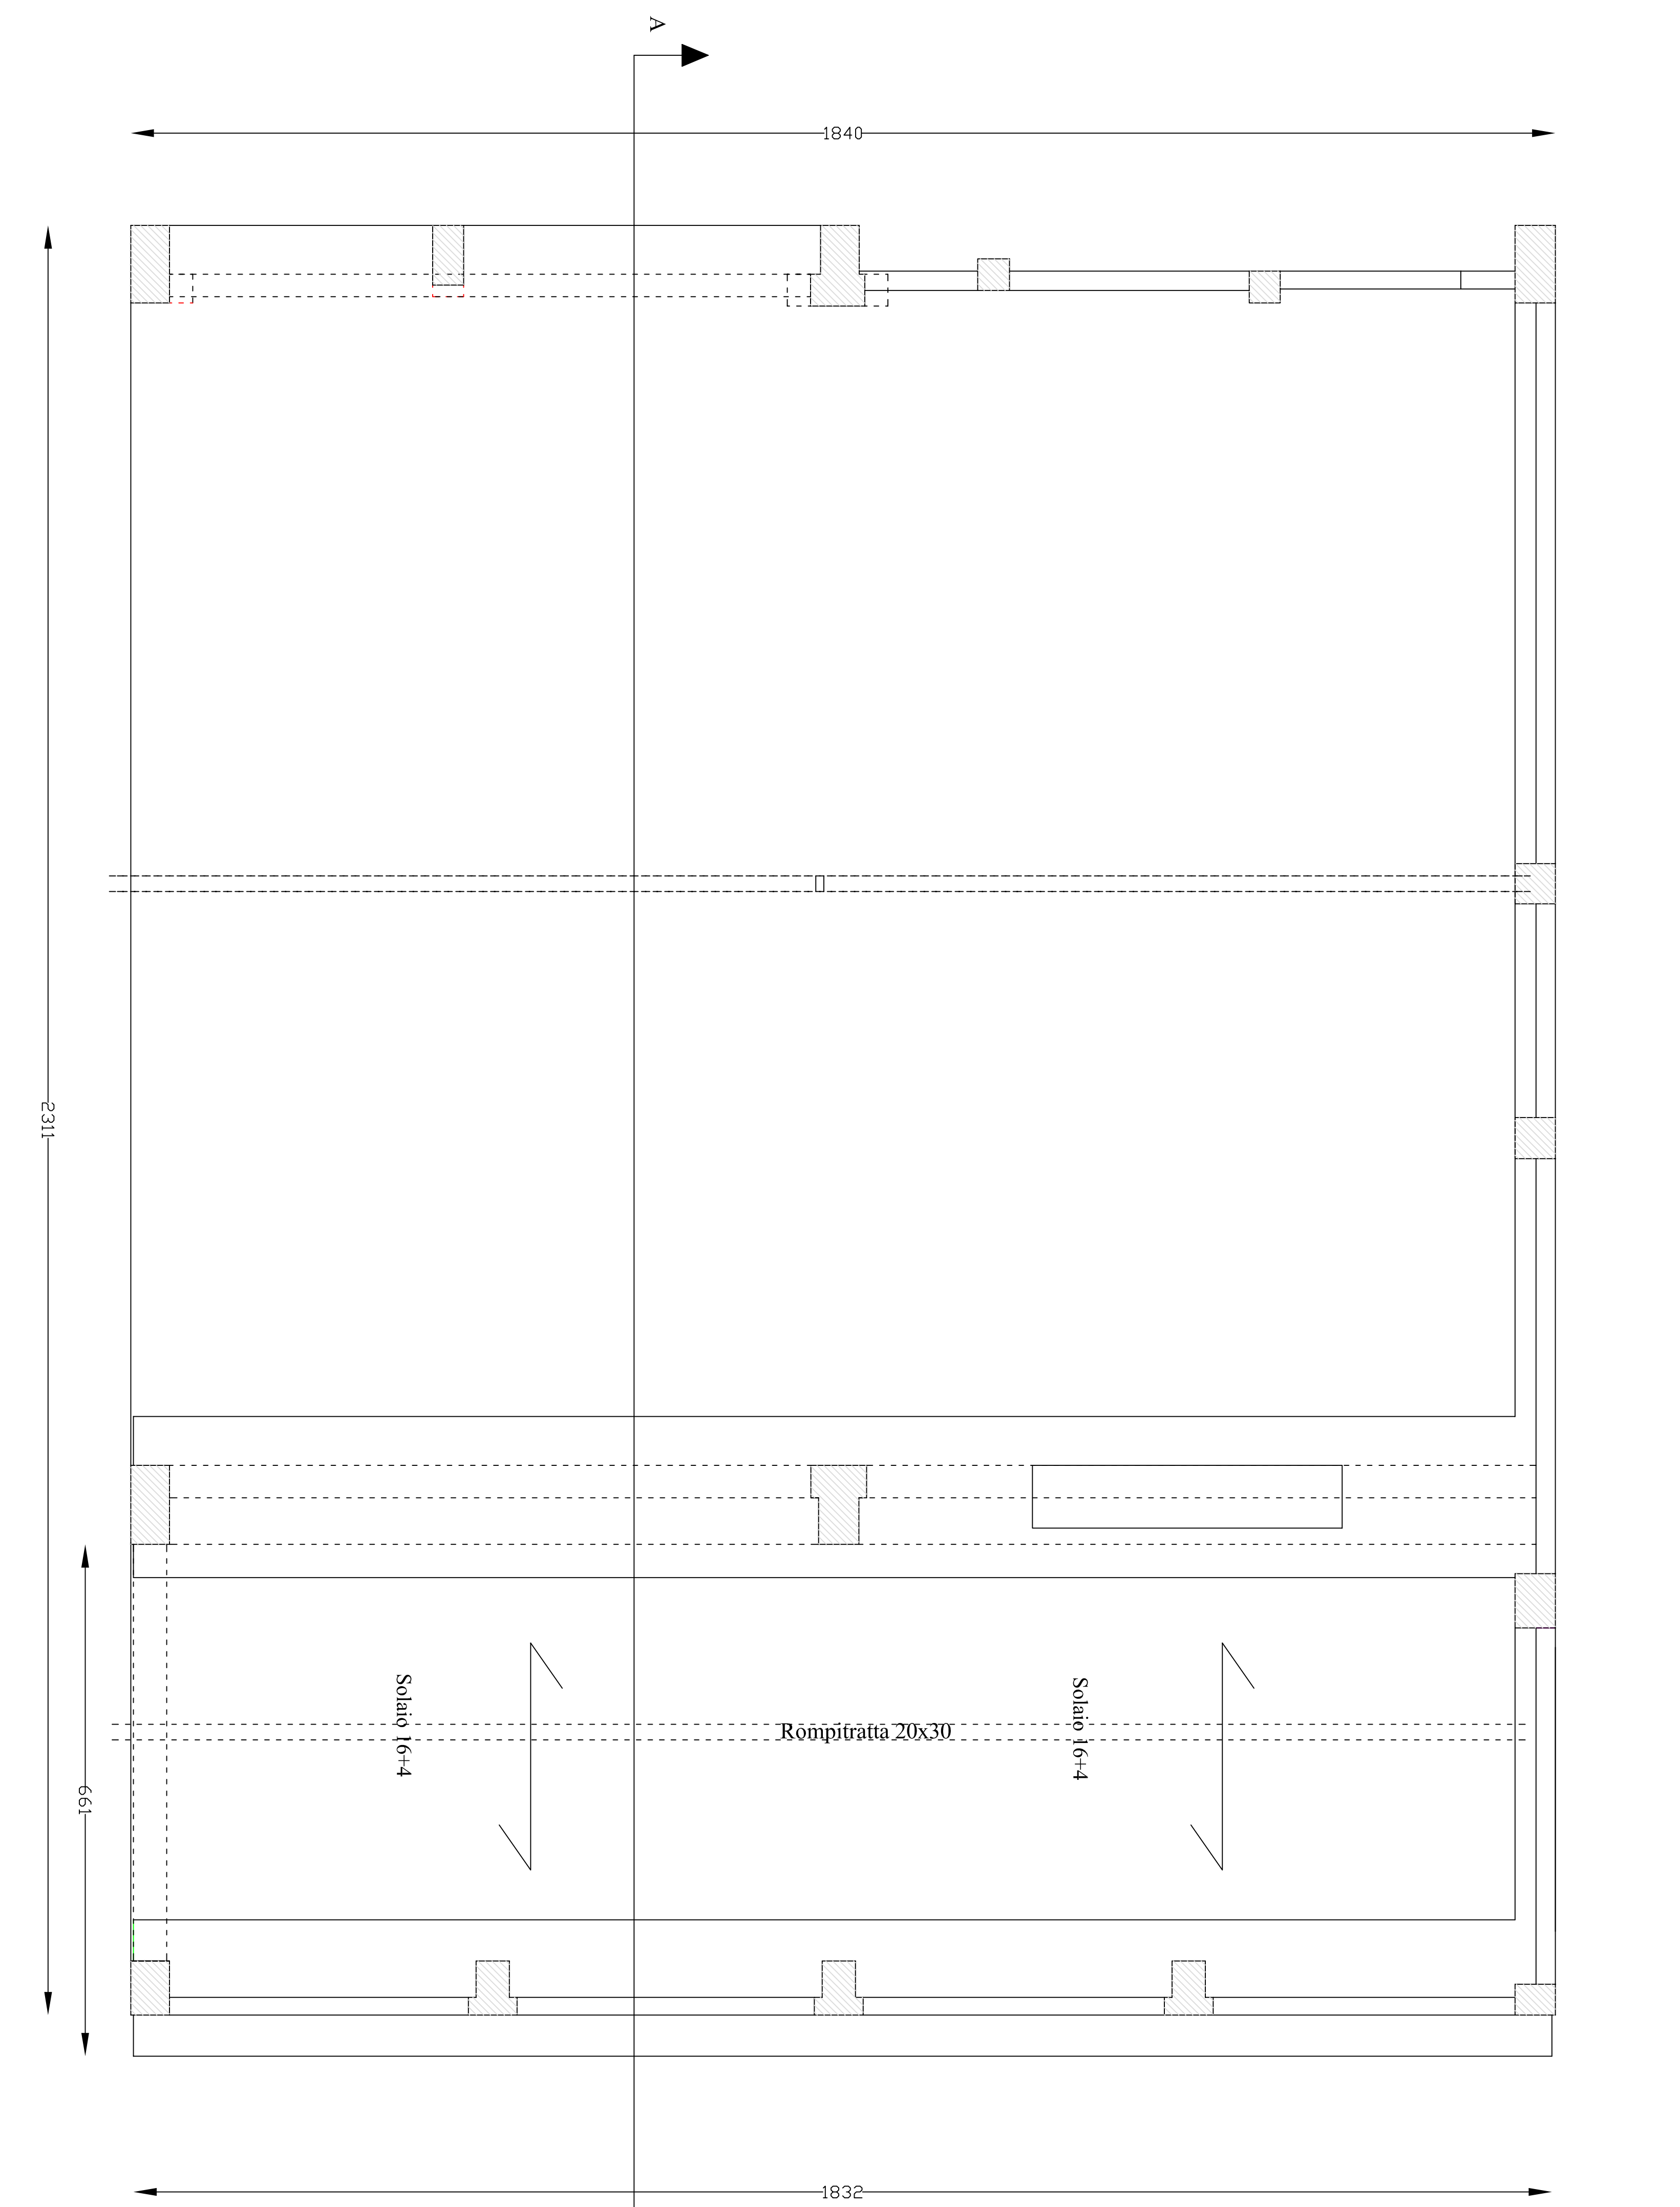 A
1840
2311
Solaio 16+4
Solaio 16+4
Rompitratta 20x30
661
1832